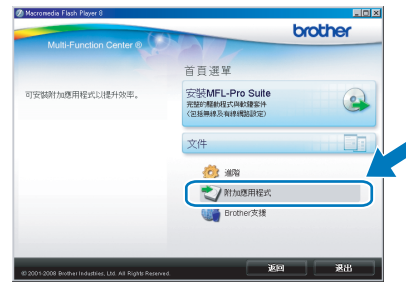 Macromedia Flash Player 8
brother
Multi-Function Center ®
首頁選單
可安裝附加應用程式以提升效率。
安裝MFL-Pro Suite
完整的驅動程式與軟體套件
(包括無線及有線網路設定)
文件
進階
附加應用程式
Brother支援
© 2001-2008 Brother Industries, Ltd. All Rights Reserved.
返回
退出